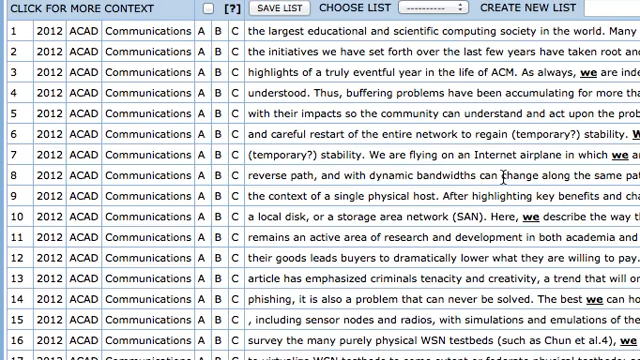 CLICK FOR MORE CONTEXT [?] SAVE LIST CHOOSE LIST ---------- CREATE NEW LIST
1 2012 ACAD Communications A B C the largest educational and scientific computing society in the world. Many
2 2012 ACAD Communications A B C the initiatives we have set forth over the last few years have taken root and
3 2012 ACAD Communications A B C highlights of a truly eventful year in the life of ACM. As always, we are
4 2012 ACAD Communications A B C understood. Thus, buffering problems have been accumulating for more
5 2012 ACAD Communications A B C with their impacts so the community can understand and act upon the
6 2012 ACAD Communications A B C and careful restart of the entire network to regain (temporary?) stability.
7 2012 ACAD Communications A B C (temporary?) stability. We are flying on an Internet airplane in which we
8 2012 ACAD Communications A B C reverse path, and with dynamic bandwidths can change along the same
9 2012 ACAD Communications A B C the context of a single physical host. After highlighting key benefits and
10 2012 ACAD Communications A B C a local disk, or a storage area network (SAN). Here, we describe the way
11 2012 ACAD Communications A B C remains an active area of research and development in both academia and
12 2012 ACAD Communications A B C their goods leads buyers to dramatically lower what they are willing to pay.
13 2012 ACAD Communications A B C article has emphasized criminals tenacity and creativity, a trend that will
14 2012 ACAD Communications A B C phishing, it is also a problem that can never be solved. The best we can
15 2012 ACAD Communications A B C , including sensor nodes and radios, with simulations and emulations of
16 2012 ACAD Communications A B C survey the many purely physical WSN testbeds (such as Chun et al.4),